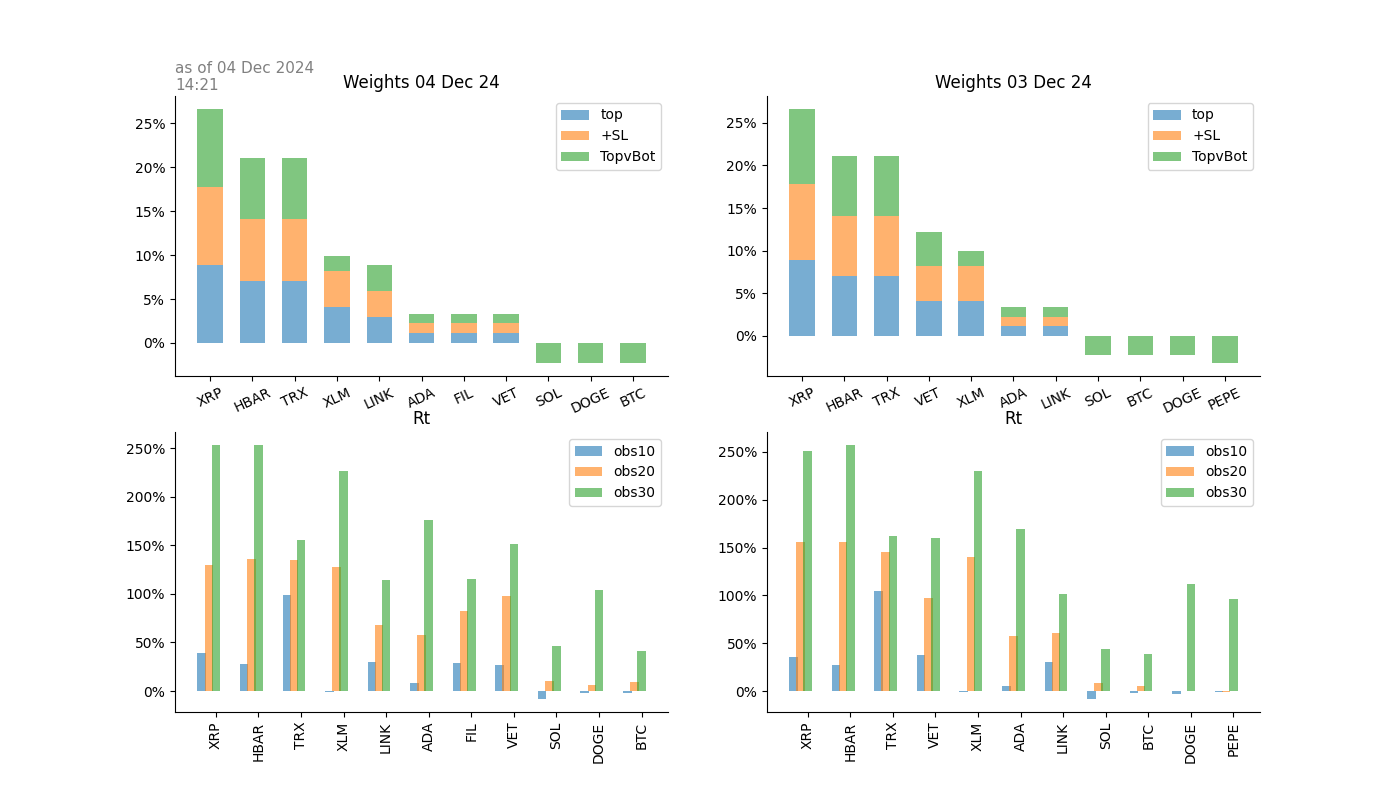 as of 04 Dec 2024
14:21
Weights 04 Dec 24
25%
20%
15%
10%
5%
0%
top
+SL
TopvBot
XRP
HBAR
TRX
XLM
LINK
ADA
FIL
VET
SOL
DOGE
BTC
Weights 03 Dec 24
25%
20%
15%
10%
5%
0%
top
+SL
TopvBot
XRP
HBAR
TRX
VET
XLM
ADA
LINK
SOL
BTC
DOGE
PEPE
Rt
250%
200%
150%
100%
50%
0%
obs10
obs20
obs30
XRP
HBAR
TRX
XLM
LINK
ADA
FIL
VET
SOL
DOGE
BTC
Rt
250%
200%
150%
100%
50%
0%
obs10
obs20
obs30
XRP
HBAR
TRX
VET
XLM
ADA
LINK
SOL
BTC
DOGE
PEPE